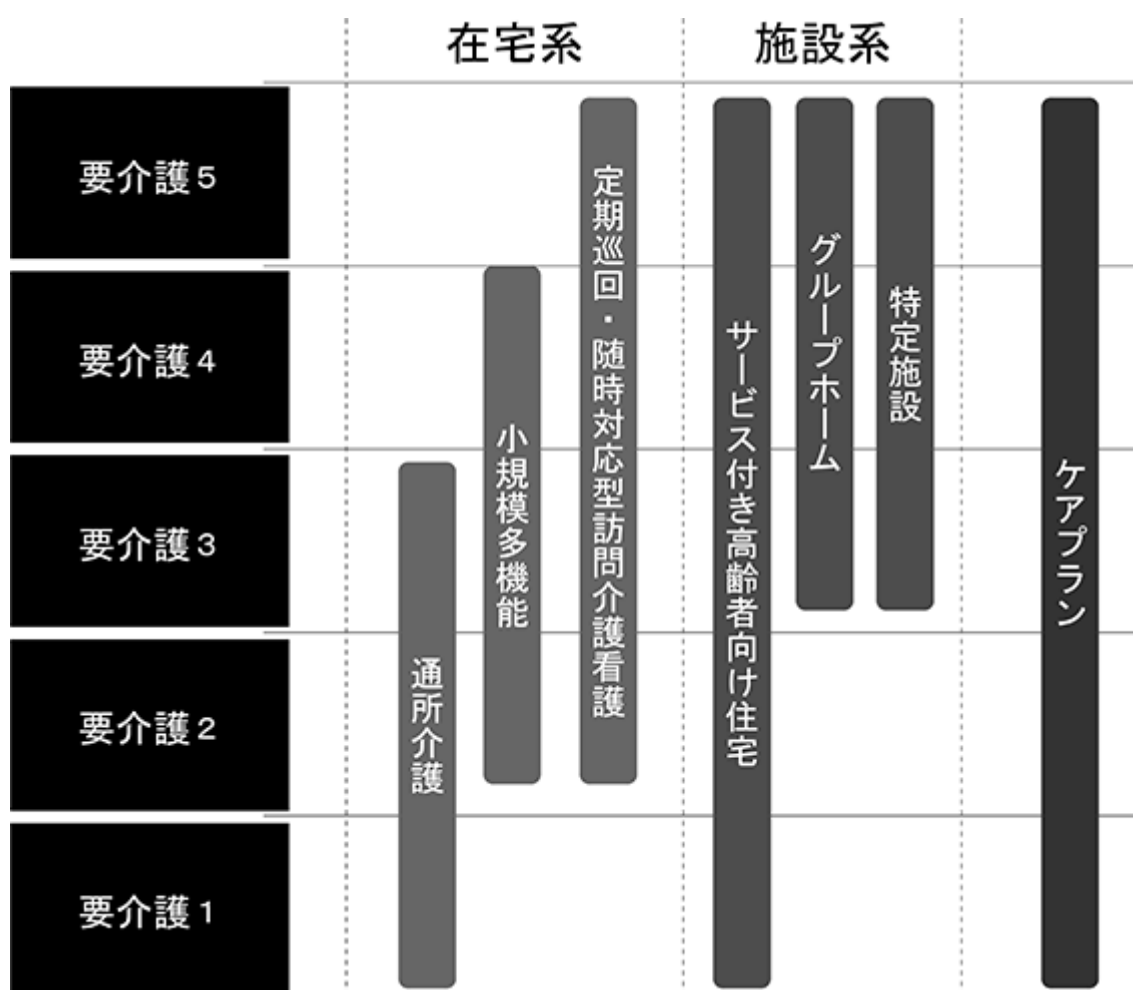 在宅系
施設系
要介護5
要介護4
要介護3
要介護2
要介護1
通所介護
小規模多機能
定期巡回・随時対応型訪問介護看護
サービス付き高齢者向け住宅
グループホーム
特定施設
ケアプラン